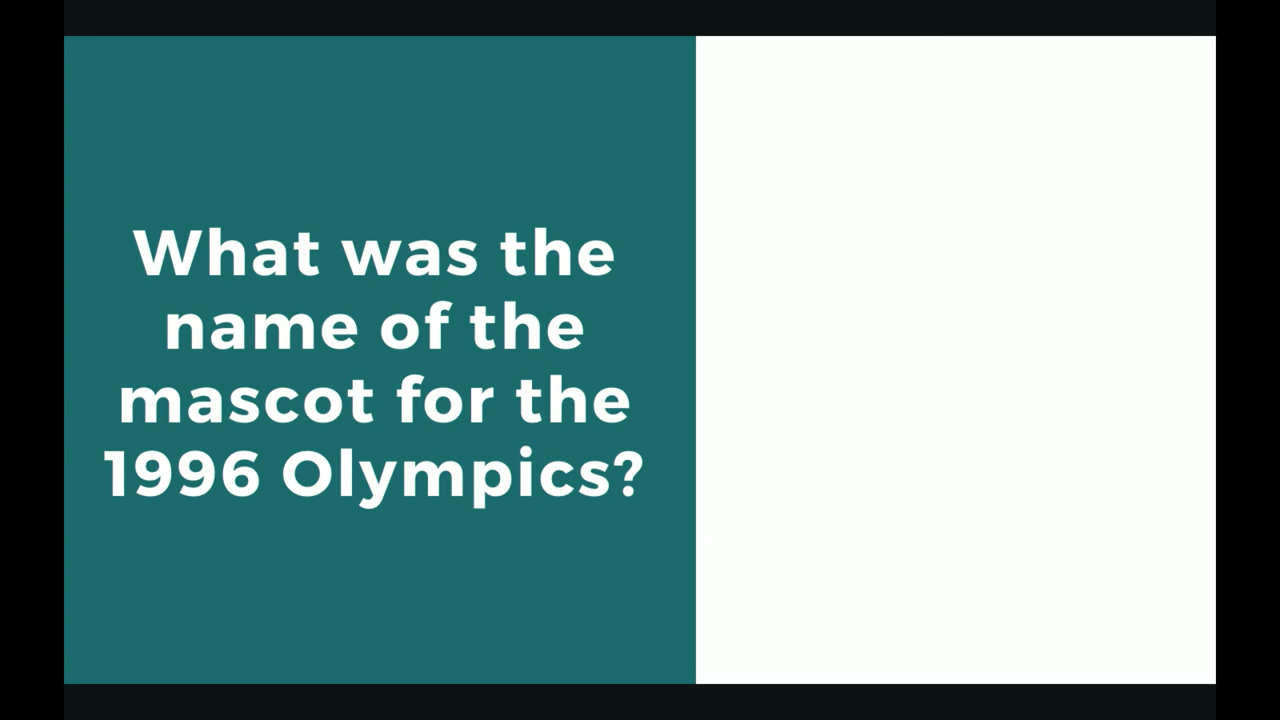 What was the
name of the
mascot for the
1996 Olympics?